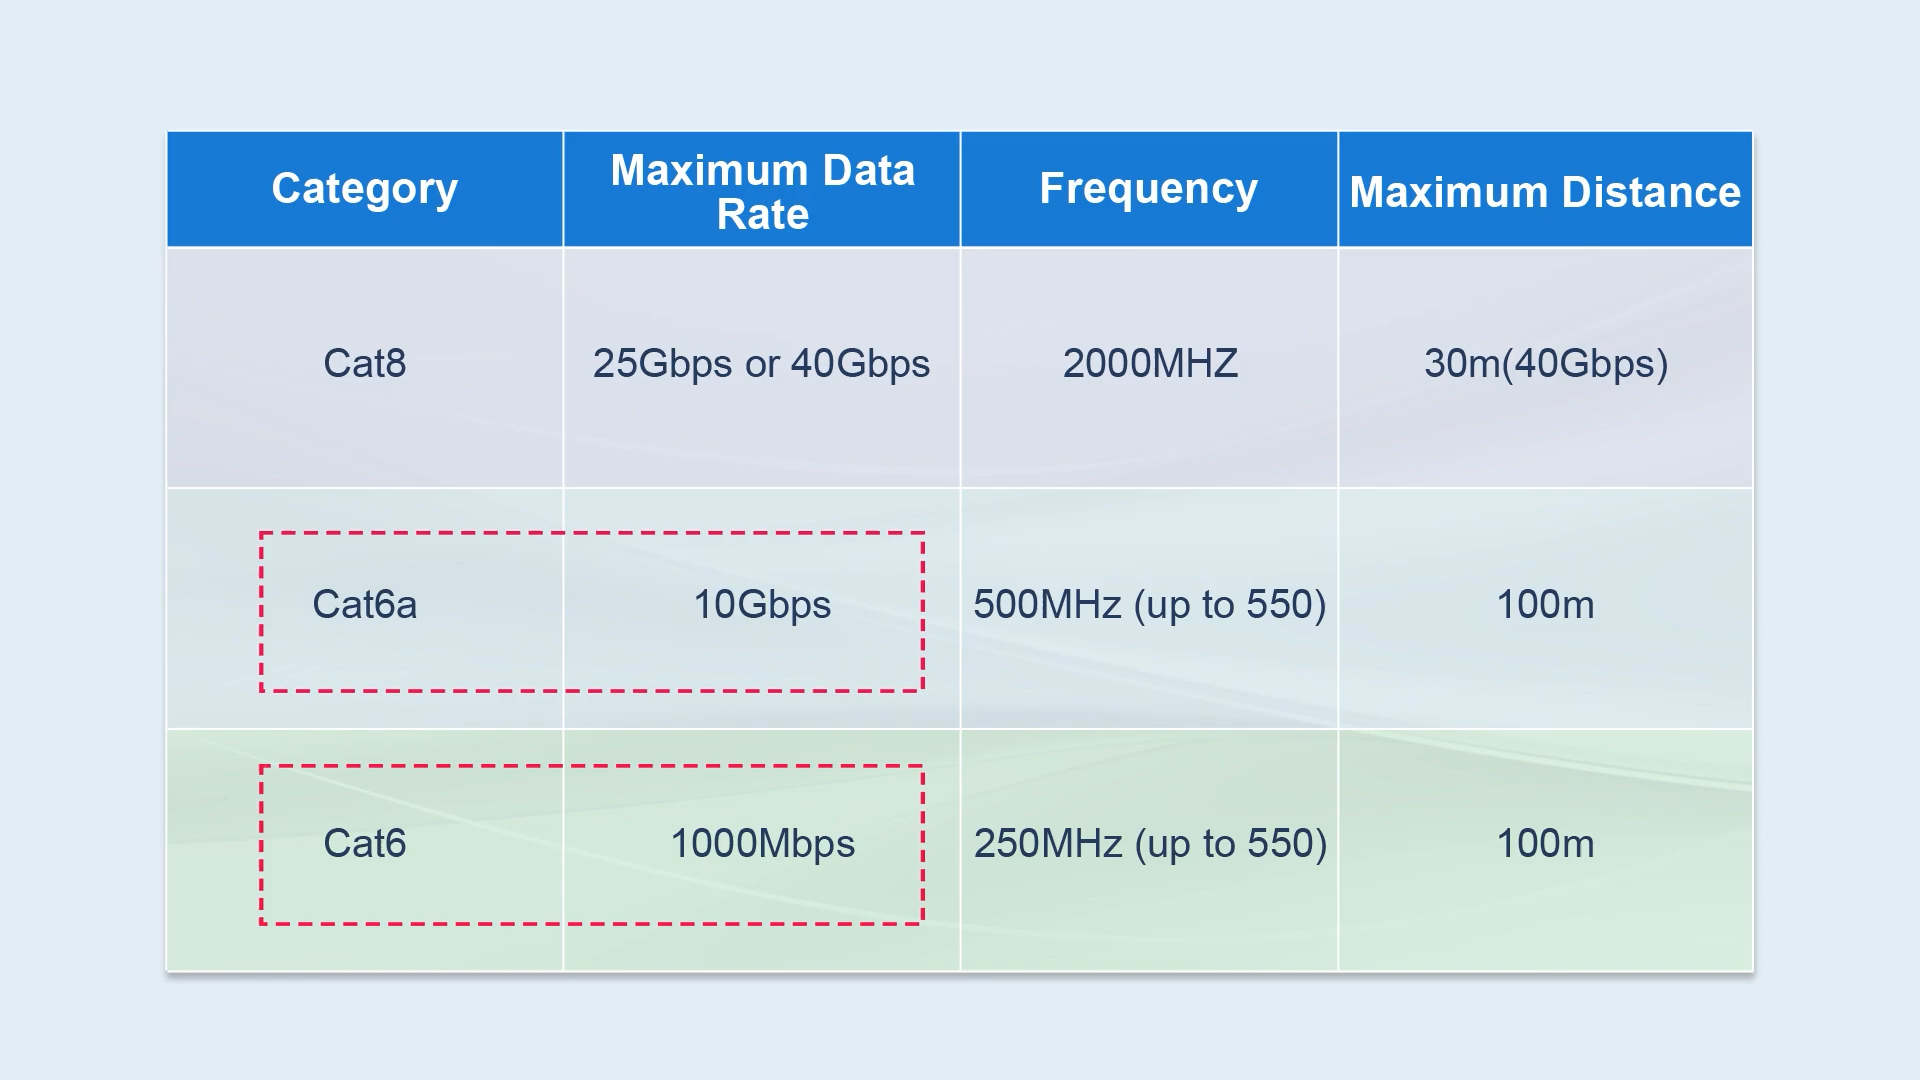 Category
Maximum Data
Rate
Frequency
Maximum Distance
Cat8
25Gbps or 40Gbps
2000MHZ
30m(40Gbps)
Cat6a
10Gbps
500MHz (up to 550)
100m
Cat6
1000Mbps
250MHz (up to 550)
100m